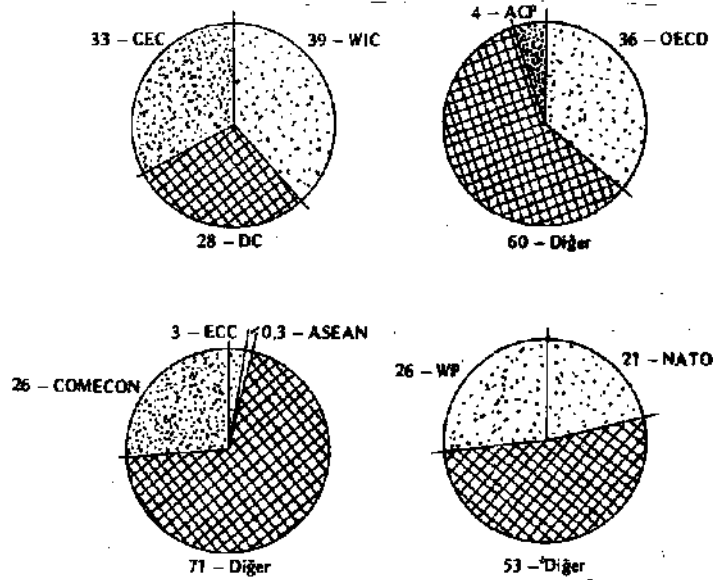 33 – CEC
39 – WIC
28 – DC
4 – ACP
36 – OECD
60 – Diğer
3 – ECC
0,3 – ASEAN
26 – COMECON
71 – Diğer
26 – WP
21 – NATO
53 – Diğer